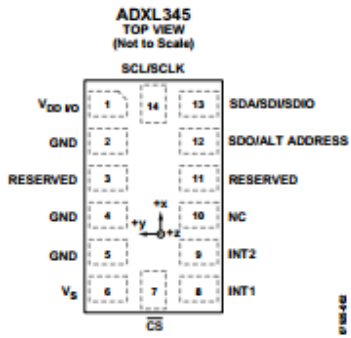 ADXL345
TOP VIEW
(Not to Scale)
SCL/SCLK
VDD I/O 1 14 13 SDA/SDI/SDIO
GND 2 12 SDO/ALT ADDRESS
RESERVED 3 11 RESERVED
+x
GND 4 +y +z 10 NC
GND 5 9 INT2
VS 6 7 8 INT1
CS